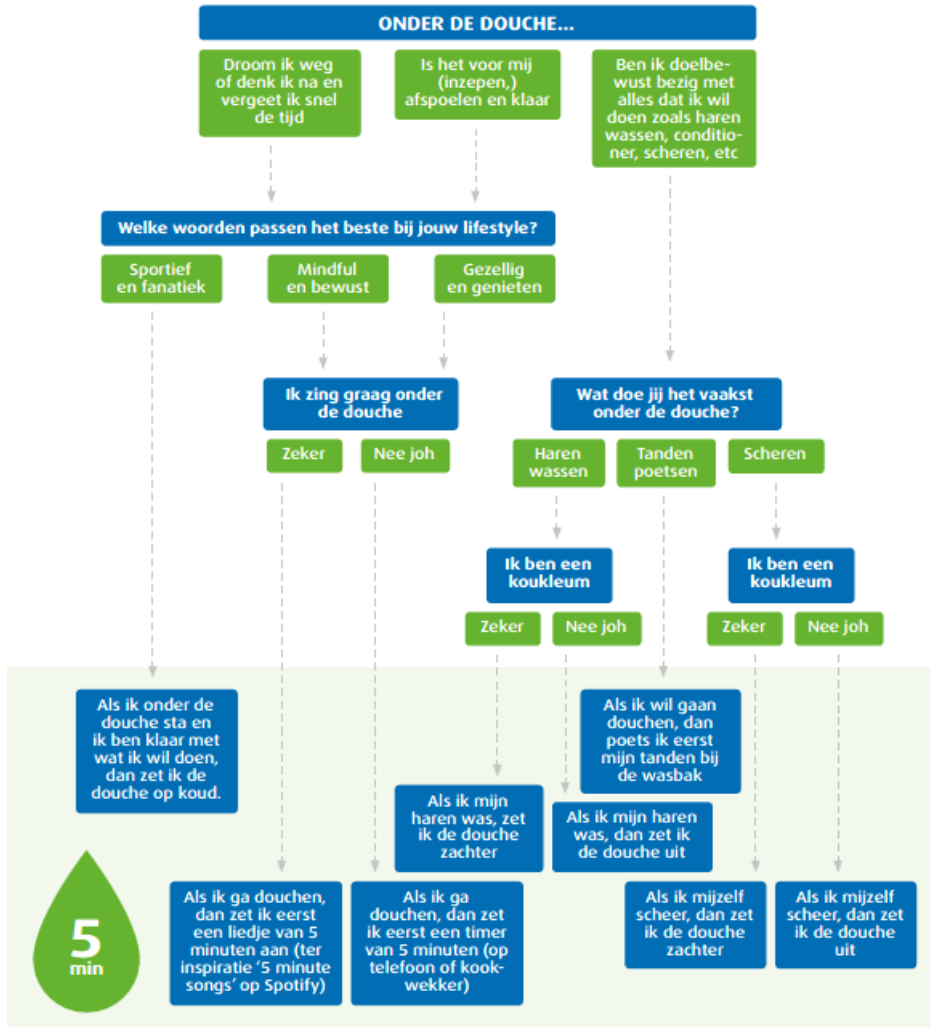 ONDER DE DOUCHE...
Droom ik weg
of denk ik na en
vergeet ik snel
de tijd
Is het voor mij
(inzepen,)
afspoelen en klaar
Ben ik doelbe-
wust bezig met
alles dat ik wil
doen zoals haren
wassen, conditio-
ner, scheren, etc
Welke woorden passen het beste bij jouw lifestyle?
Sportief
en fanatiek
Mindful
en bewust
Gezellig
en genieten
Ik zing graag onder
de douche
Zeker
Nee joh
Wat doe jij het vaakst
onder de douche?
Haren
wassen
Tanden
poetsen
Scheren
Ik ben een
koukleum
Zeker
Nee joh
Ik ben een
koukleum
Zeker
Nee joh
Als ik onder de
douche sta en
ik ben klaar met
wat ik wil doen,
dan zet ik de
douche op koud.
Als ik wil gaan
douchen, dan
poets ik eerst
mijn tanden bij
de wasbak
Als ik mijn
haren was, zet
ik de douche
zachter
Als ik mijn haren
was, dan zet ik
de douche uit
5
min
Als ik ga douchen,
dan zet ik eerst
een liedje van 5
minuten aan (ter
inspiratie '5 minute
songs' op Spotify)
Als ik ga
douchen, dan zet
ik eerst een timer
van 5 minuten (op
telefoon of kook-
wekker)
Als ik mijzelf
scheer, dan zet
ik de douche
zachter
Als ik mijzelf
scheer, dan zet
ik de douche
uit